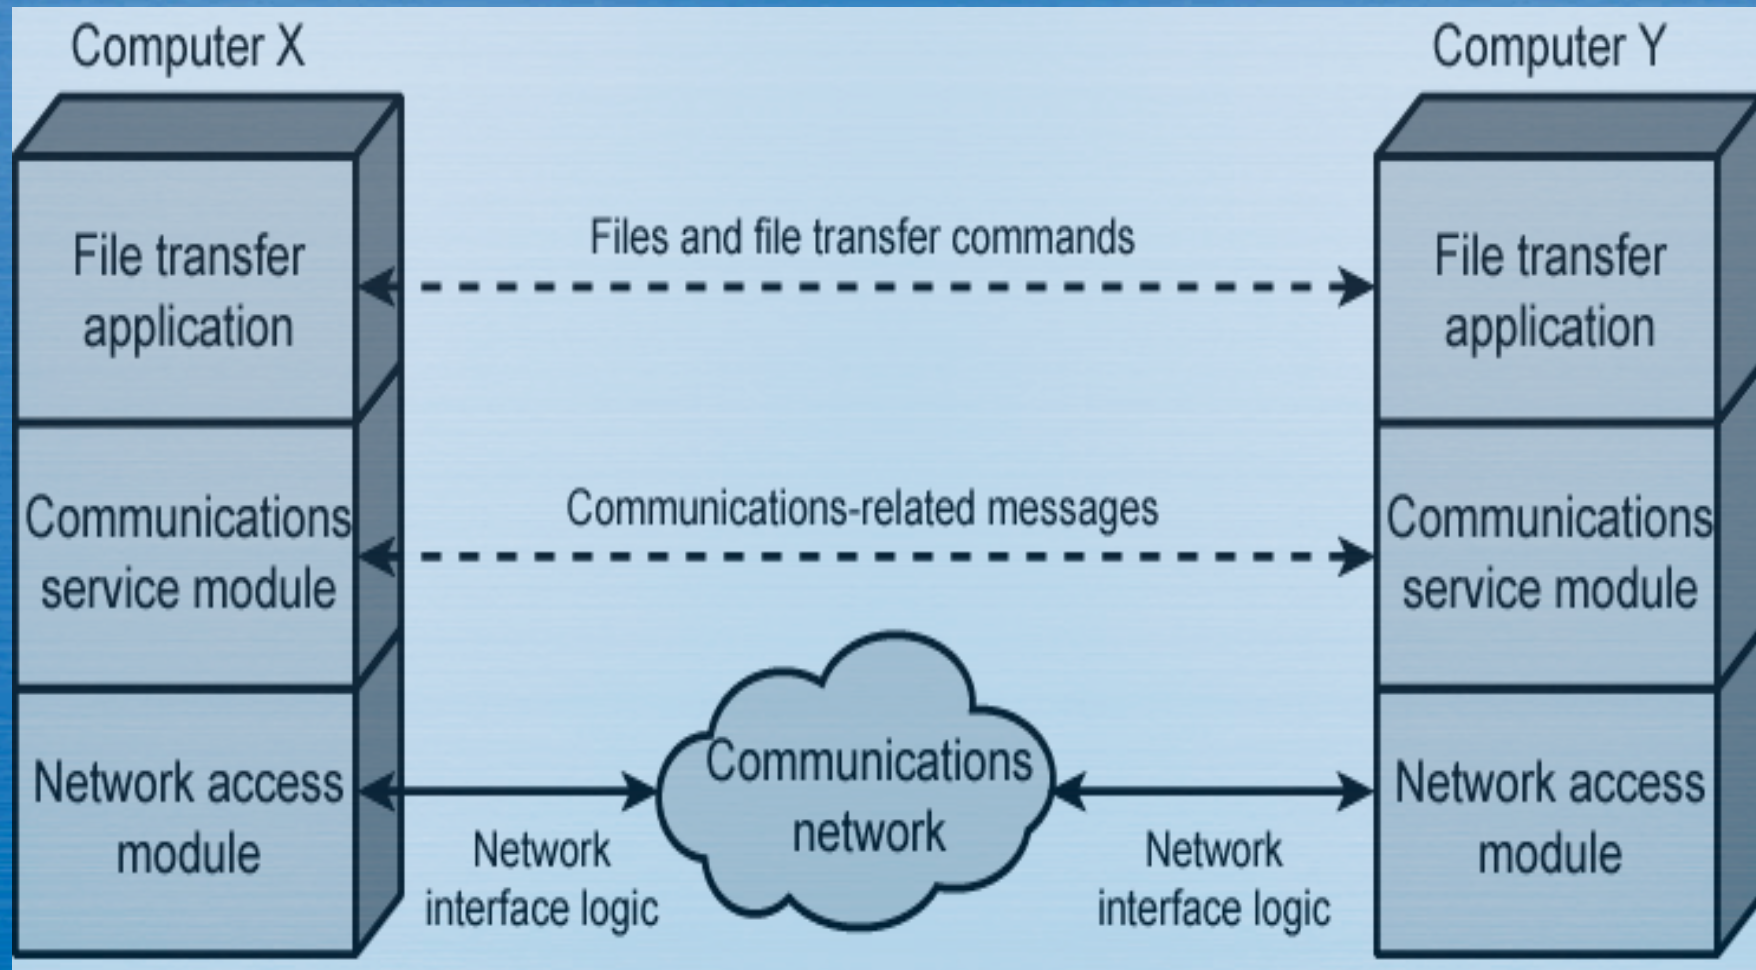 Computer X
Computer Y
File transfer
application
Files and file transfer commands
File transfer
application
Communications
service module
Communications-related messages
Communications
service module
Network access
module
Network
interface logic
Communications
network
Network
interface logic
Network access
module